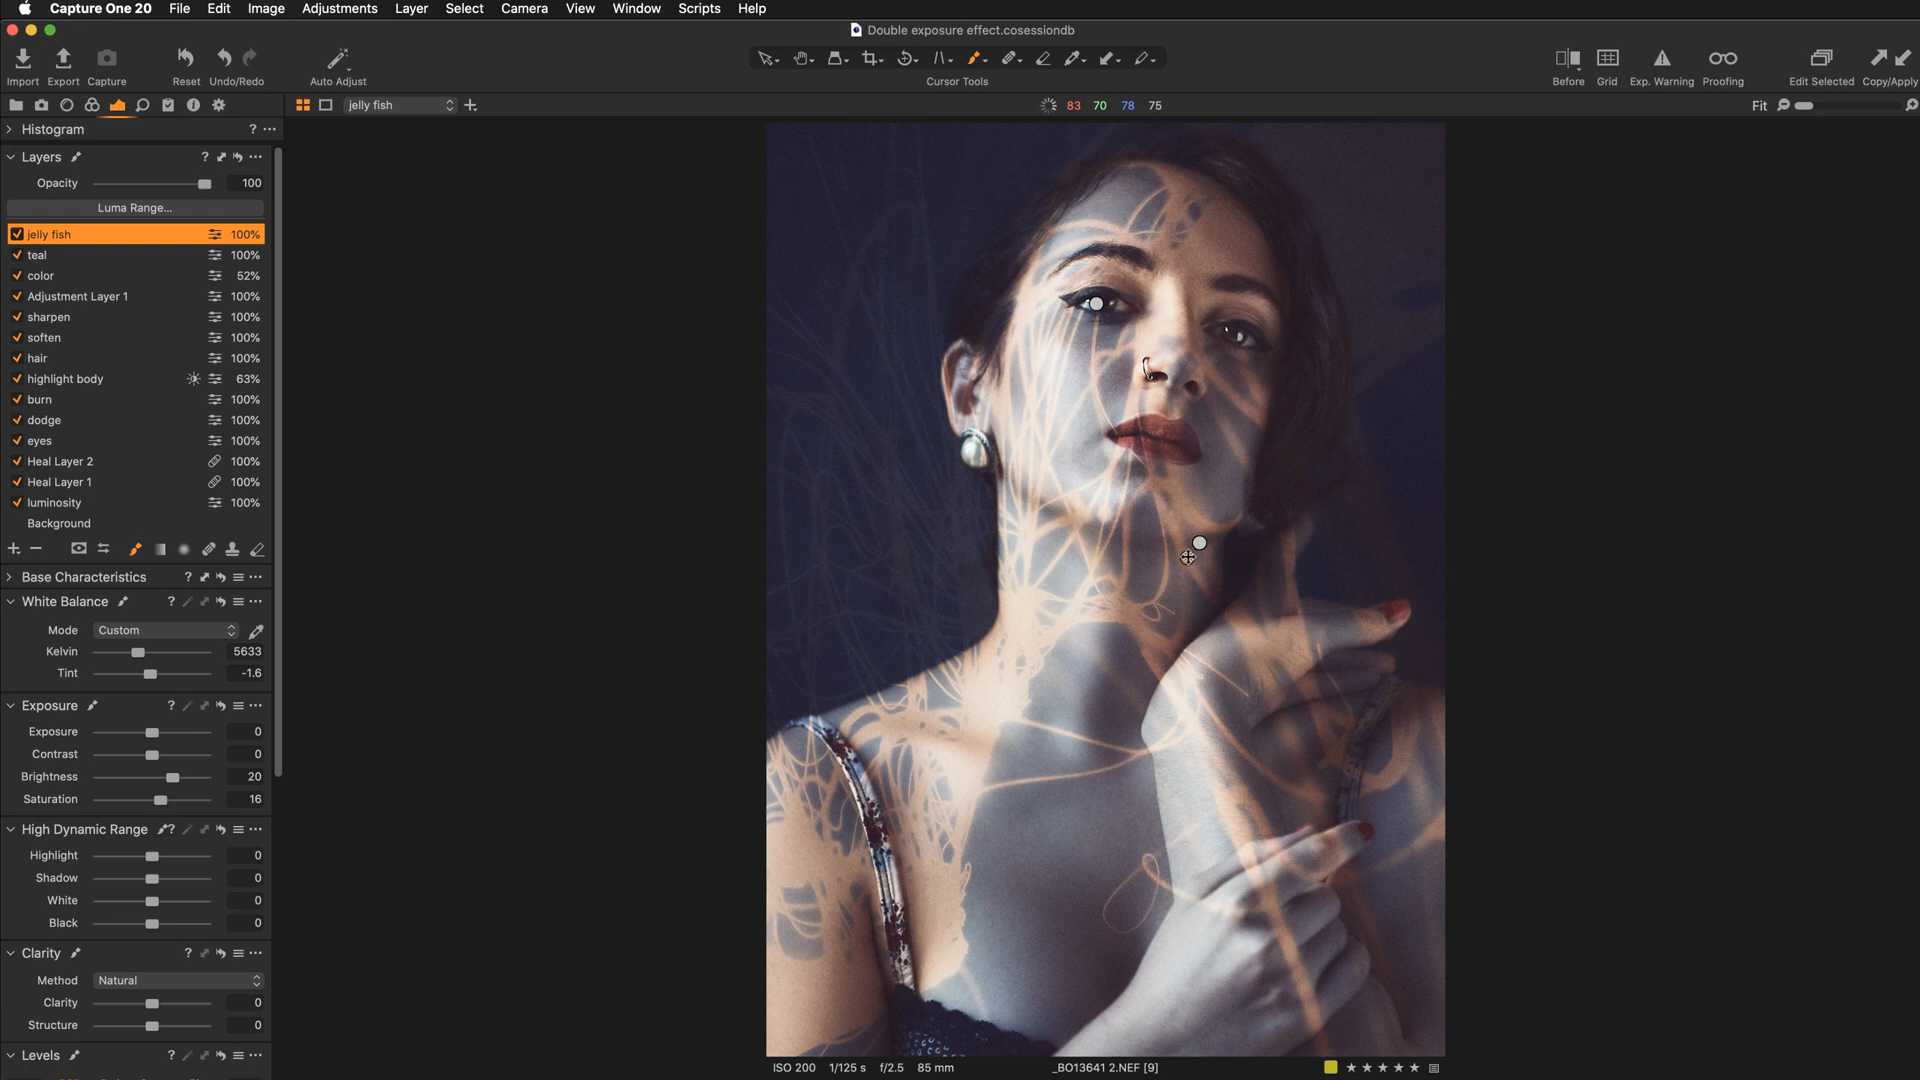 Capture One 20 File Edit Image Adjustments Layer Select Camera View Window Scripts Help
Double exposure effect.cosessiondb
Import Export Capture Reset Undo/Redo Auto Adjust Cursor Tools Before Grid Exp. Warning Proofing Edit Selected Copy/Apply
jelly fish 83 70 78 75 Fit
Histogram ? ...
Layers ? ...
Opacity 100
Luma Range...
jelly fish 100%
teal 100%
color 52%
Adjustment Layer 1 100%
sharpen 100%
soften 100%
hair 100%
highlight body 63%
burn 100%
dodge 100%
eyes 100%
Heal Layer 2 100%
Heal Layer 1 100%
luminosity 100%
Background
Base Characteristics ? ...
White Balance ? ...
Mode Custom
Kelvin 5633
Tint -1.6
Exposure ? ...
Exposure 0
Contrast 0
Brightness 20
Saturation 16
High Dynamic Range ? ...
Highlight 0
Shadow 0
White 0
Black 0
Clarity ? ...
Method Natural
Clarity 0
Structure 0
Levels ? ...
ISO 200 1/125 s f/2.5 85 mm _BO13641 2.NEF [9]